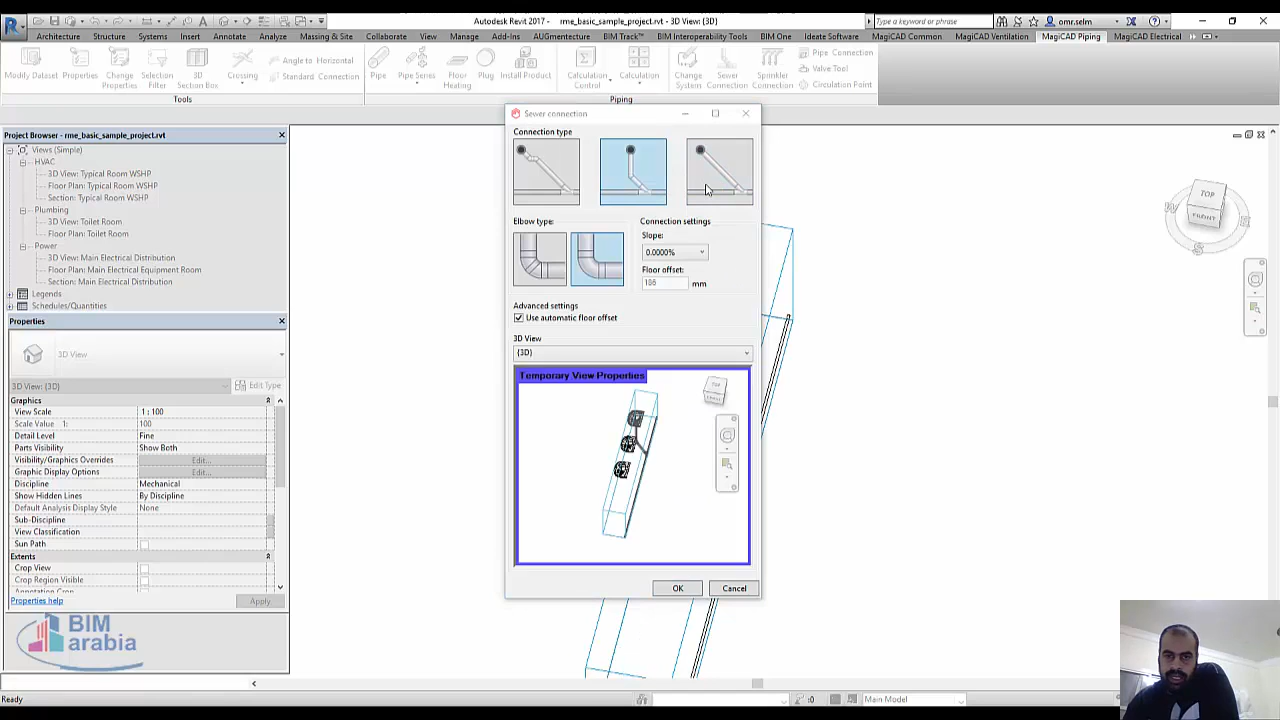 Autodesk Revit 2017 - rme_basic_sample_project.rvt - 3D View: {3D}
Type a keyword or phrase
omr.selm
Architecture Structure Systems Insert Annotate Analyze Massing & Site Collaborate View Manage Add-Ins AUGmentecture BIM Track™ BIM Interoperability Tools BIM One Ideate Software MagiCAD Common MagiCAD Ventilation MagiCAD Piping MagiCAD Electrical
Modify Dataset
Properties
Change Properties
Selection Filter
3D Section Box
Crossing
Angle to Horizontal
Standard Connection
Pipe
Pipe Series
Floor Heating
Plug
Install Product
Calculation Control
Calculation
Change System
Sewer Connection
Sprinkler Connection
Pipe Connection
Valve Tool
Circulation Point
Tools
Piping
Project Browser - rme_basic_sample_project.rvt
Views (Simple)
HVAC
3D View: Typical Room WSHP
Floor Plan: Typical Room WSHP
Section: Typical Room WSHP
Plumbing
3D View: Toilet Room
Floor Plan: Toilet Room
Power
3D View: Main Electrical Distribution
Floor Plan: Main Electrical Equipment Room
Section: Main Electrical Distribution
Legends
Schedules/Quantities
Properties
3D View
3D View: {3D}
Edit Type
Graphics
View Scale 1 : 100
Scale Value 1: 100
Detail Level Fine
Parts Visibility Show Both
Visibility/Graphics Overrides Edit...
Graphic Display Options Edit...
Discipline Mechanical
Show Hidden Lines By Discipline
Default Analysis Display Style None
Sub-Discipline
View Classification
Sun Path
Extents
Crop View
Crop Region Visible
Annotation Crop
Properties help
Apply
BIM
arabia
Ready
Sewer connection
Connection type
Elbow type:
Connection settings
Slope:
0.0000%
Floor offset:
186 mm
Advanced settings
Use automatic floor offset
3D View
{3D}
Temporary View Properties
TOP
OK Cancel
TOP
FRONT
W
S
:0
Main Model